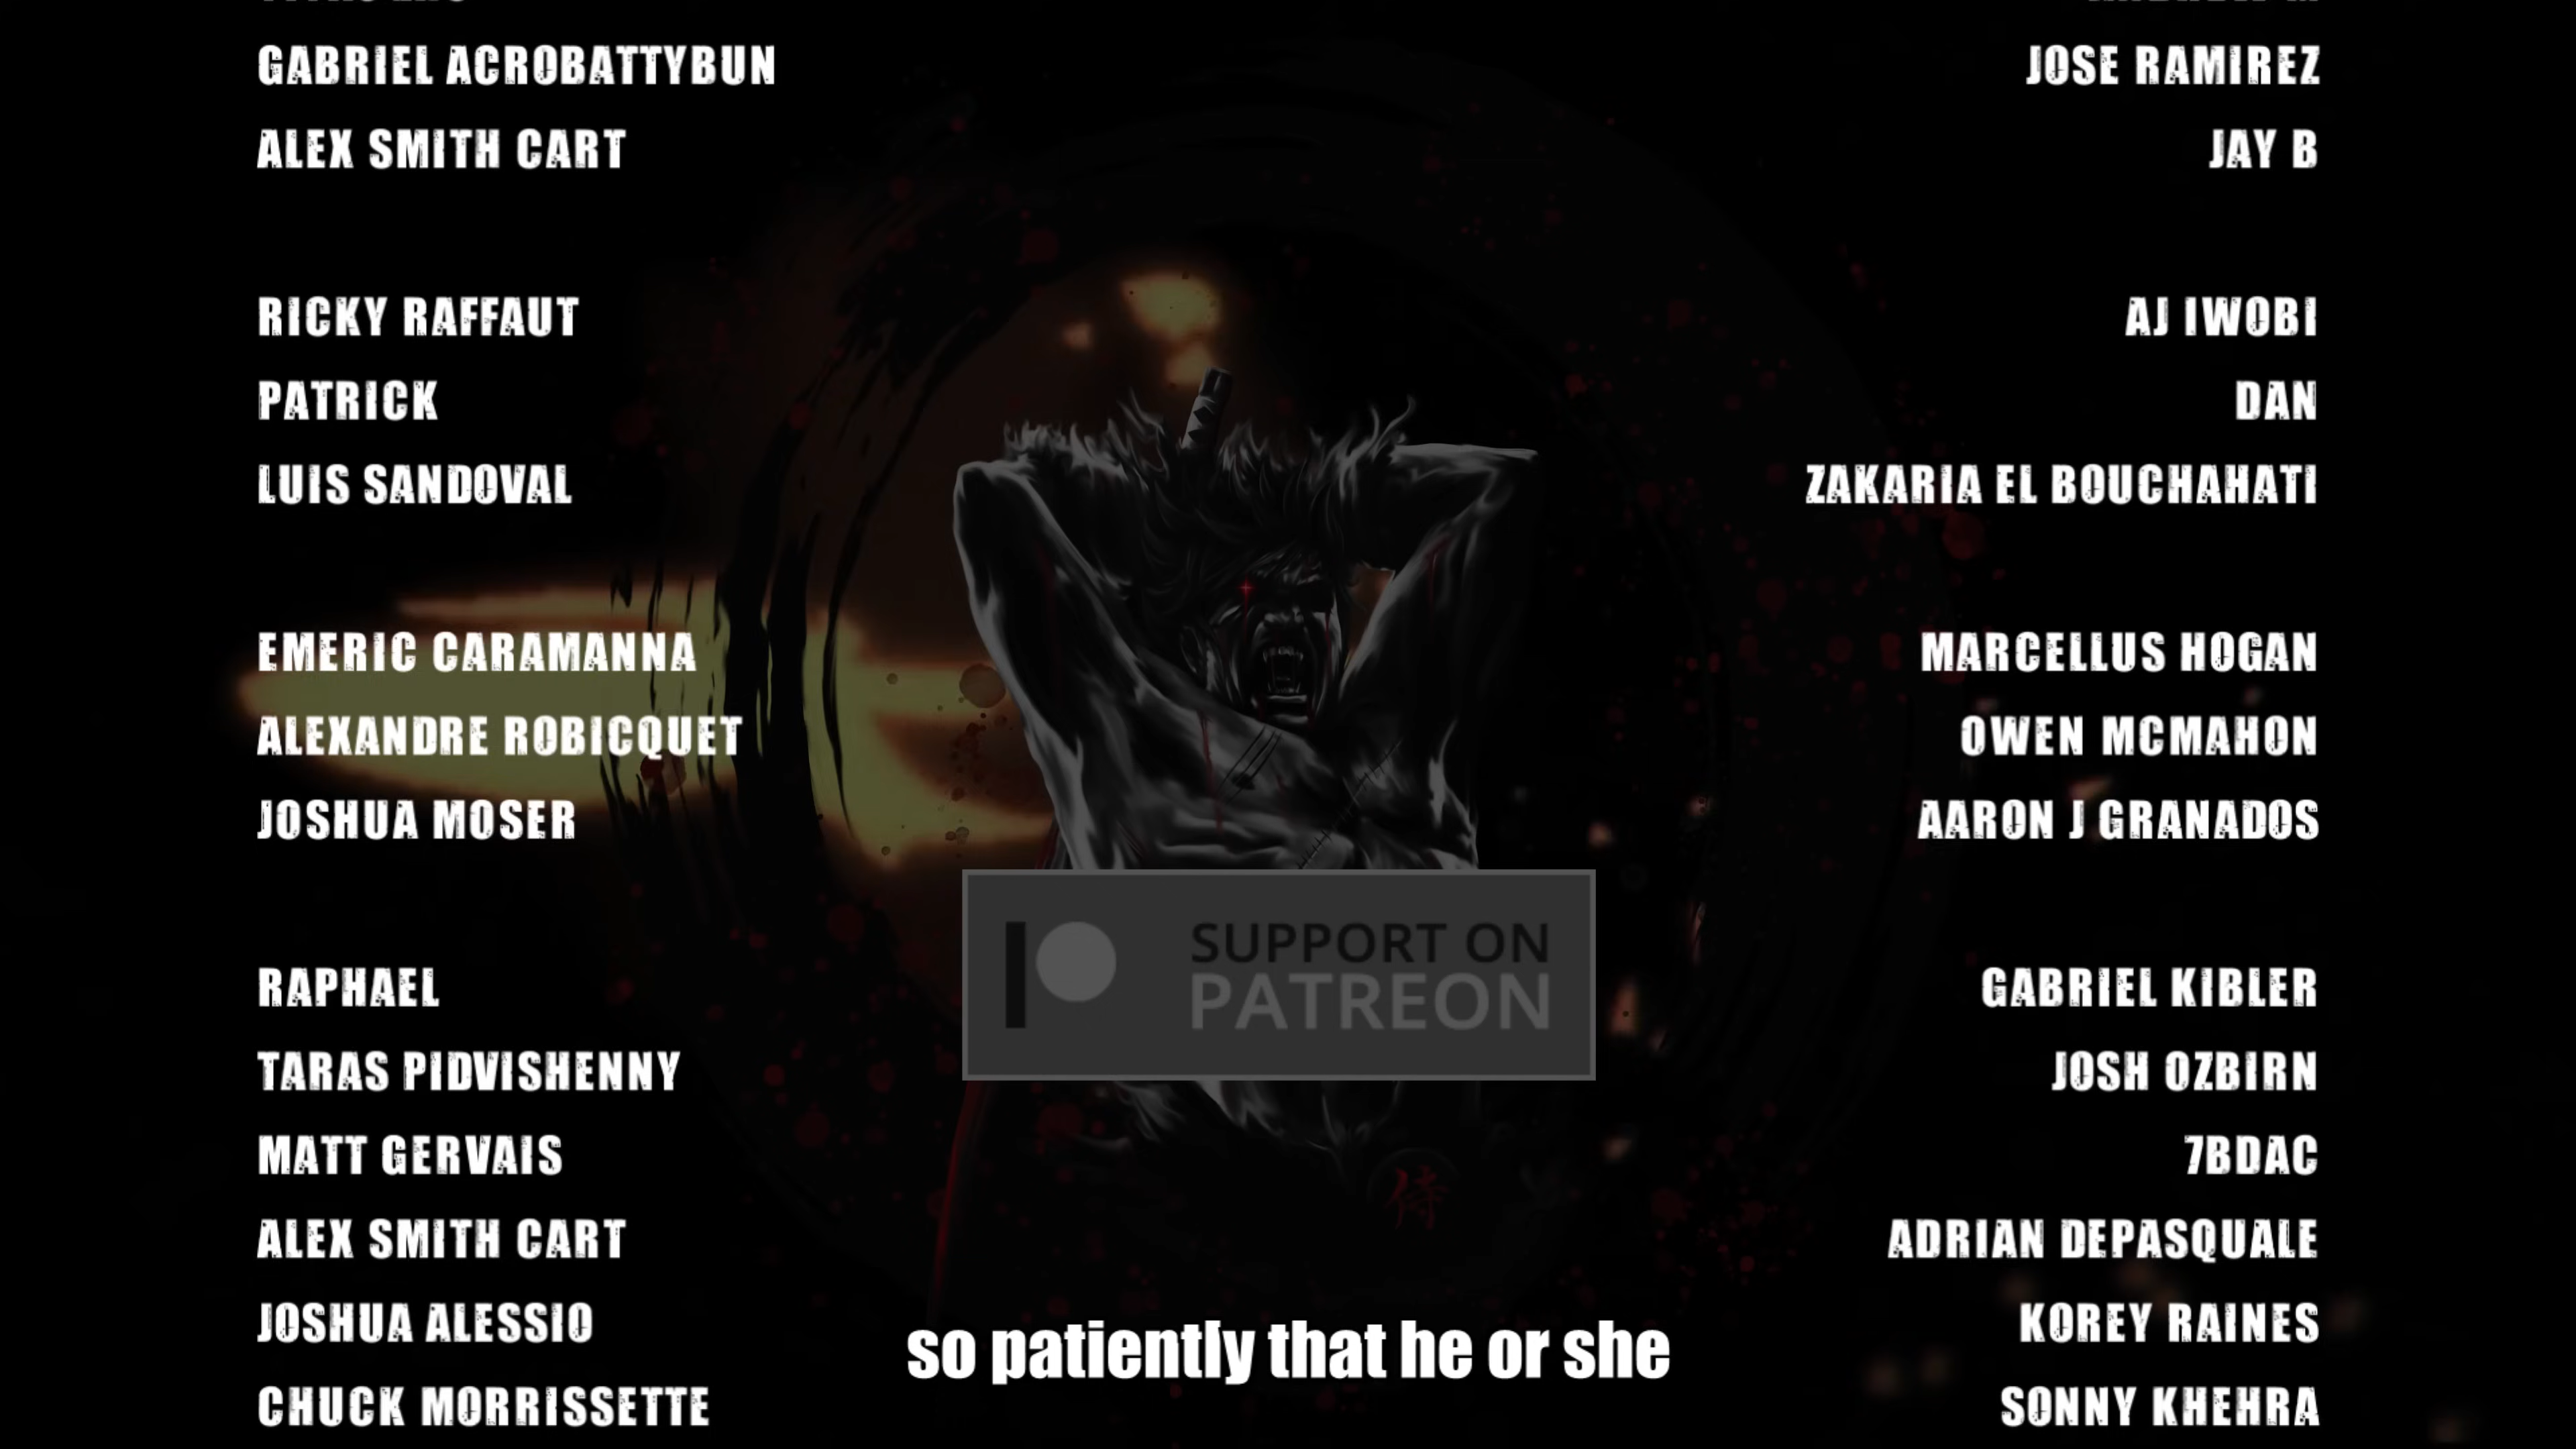 GABRIEL ACROBATTYBUN
ALEX SMITH CART
RICKY RAFFAUT
PATRICK
LUIS SANDOVAL
EMERIC CARAMANNA
ALEXANDRE ROBICQUET
JOSHUA MOSER
RAPHAEL
TARAS PIDVISHENNY
MATT GERVAIS
ALEX SMITH CART
JOSHUA ALESSIO
CHUCK MORRISSETTE
SUPPORT ON
PATREON
侍
so patiently that he or she
JOSE RAMIREZ
JAY B
AJ IWOBI
DAN
ZAKARIA EL BOUCHAHATI
MARCELLUS HOGAN
OWEN MCMAHON
AARON J GRANADOS
GABRIEL KIBLER
JOSH OZBIRN
7BDAC
ADRIAN DEPASQUALE
KOREY RAINES
SONNY KHEHRA